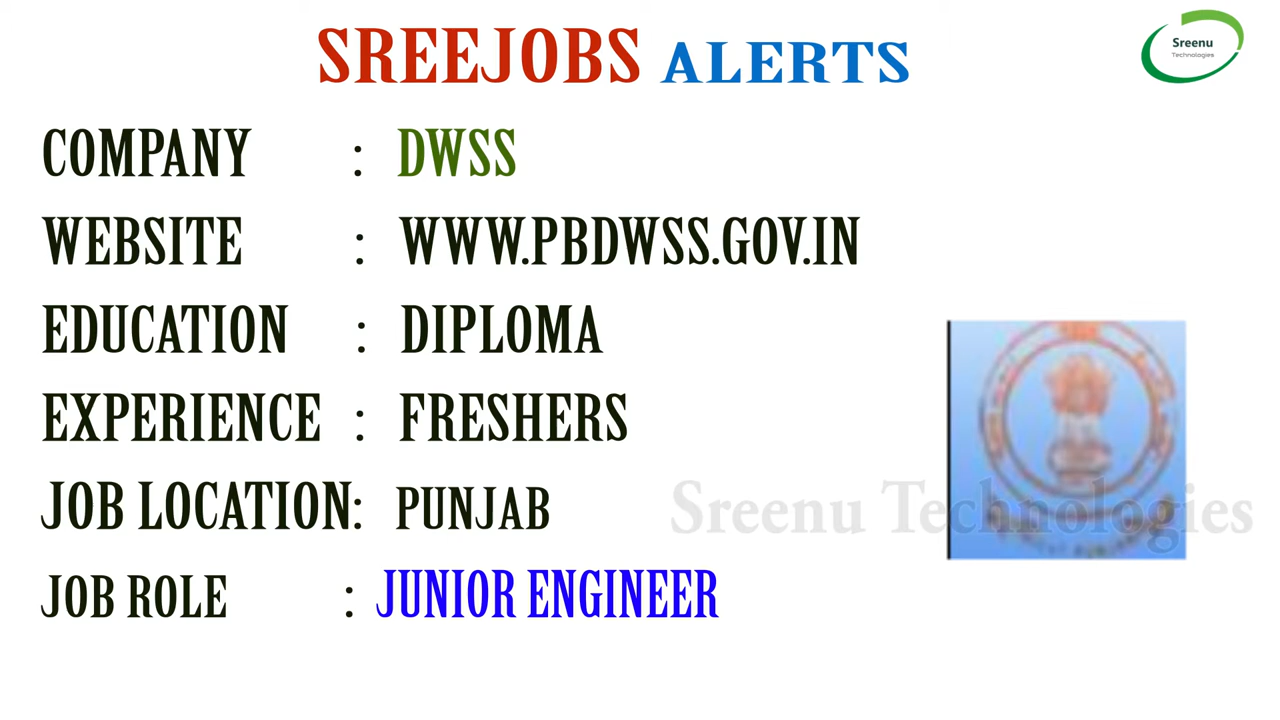 SREEJOBS ALERTS
Sreenu
Technologies
COMPANY : DWSS
WEBSITE : WWW.PBDWSS.GOV.IN
EDUCATION : DIPLOMA
EXPERIENCE : FRESHERS
JOB LOCATION: PUNJAB
Sreenu Technologies
JOB ROLE : JUNIOR ENGINEER